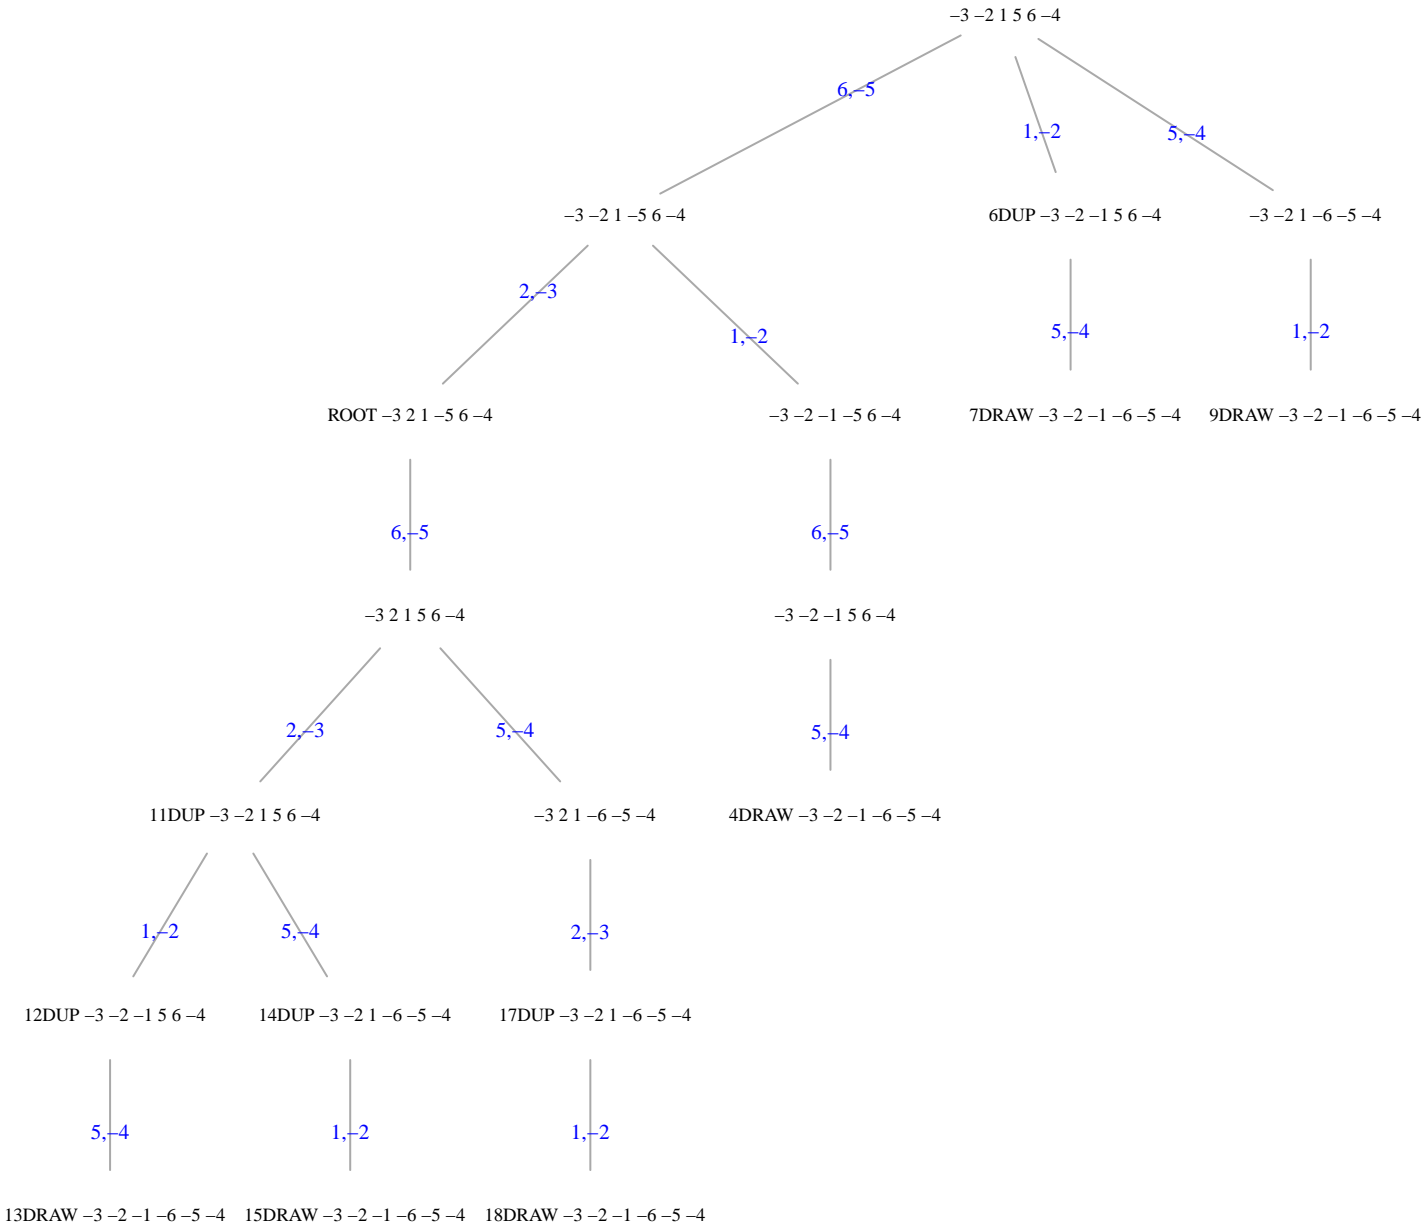 –3 –2 1 5 6 –4
6,–5
1,–2
5,–4
–3 –2 1 –5 6 –4
6DUP –3 –2 –1 5 6 –4
–3 –2 1 –6 –5 –4
2,–3
1,–2
5,–4
1,–2
ROOT –3 2 1 –5 6 –4
–3 –2 –1 –5 6 –4
7DRAW –3 –2 –1 –6 –5 –4
9DRAW –3 –2 –1 –6 –5 –4
6,–5
6,–5
–3 2 1 5 6 –4
–3 –2 –1 5 6 –4
2,–3
5,–4
5,–4
11DUP –3 –2 1 5 6 –4
–3 2 1 –6 –5 –4
4DRAW –3 –2 –1 –6 –5 –4
1,–2
5,–4
2,–3
12DUP –3 –2 –1 5 6 –4
14DUP –3 –2 1 –6 –5 –4
17DUP –3 –2 1 –6 –5 –4
5,–4
1,–2
1,–2
13DRAW –3 –2 –1 –6 –5 –4
15DRAW –3 –2 –1 –6 –5 –4
18DRAW –3 –2 –1 –6 –5 –4